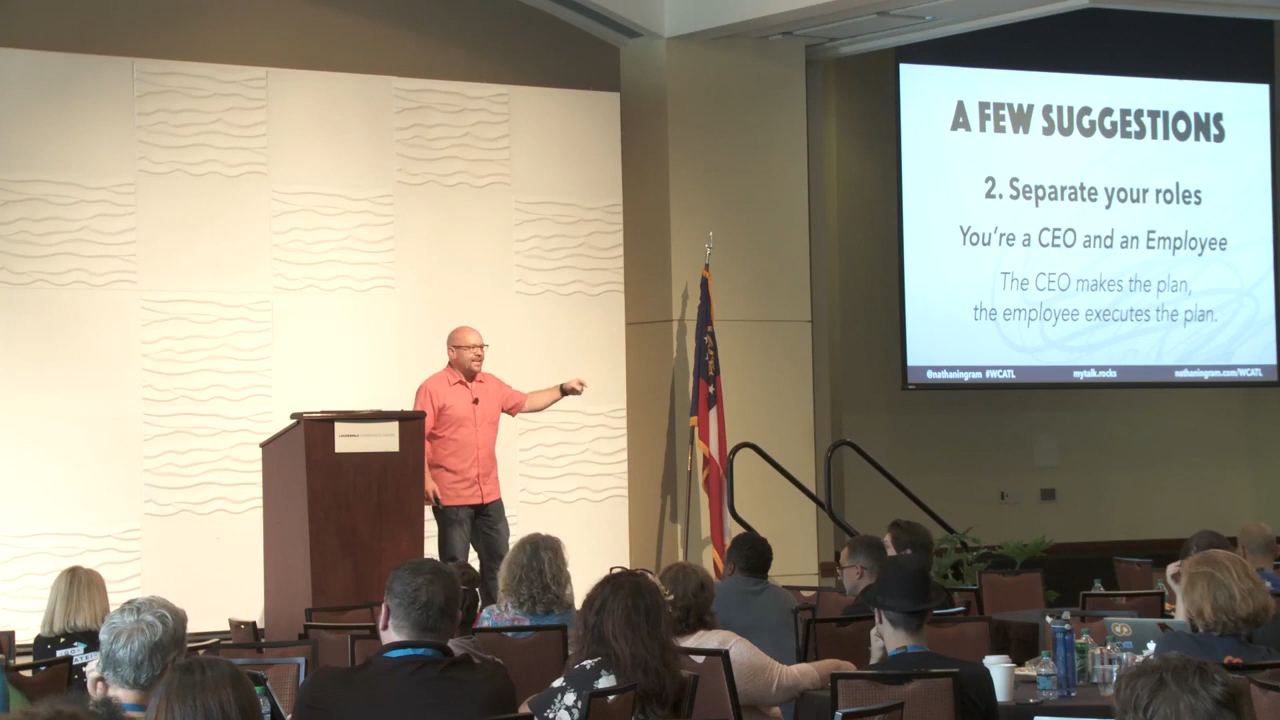 A FEW SUGGESTIONS
2. Separate your roles
You're a CEO and an Employee
The CEO makes the plan,
the employee executes the plan.
@nathaningram #WCATL
mytalk.rocks
nathaningram.com/WCATL